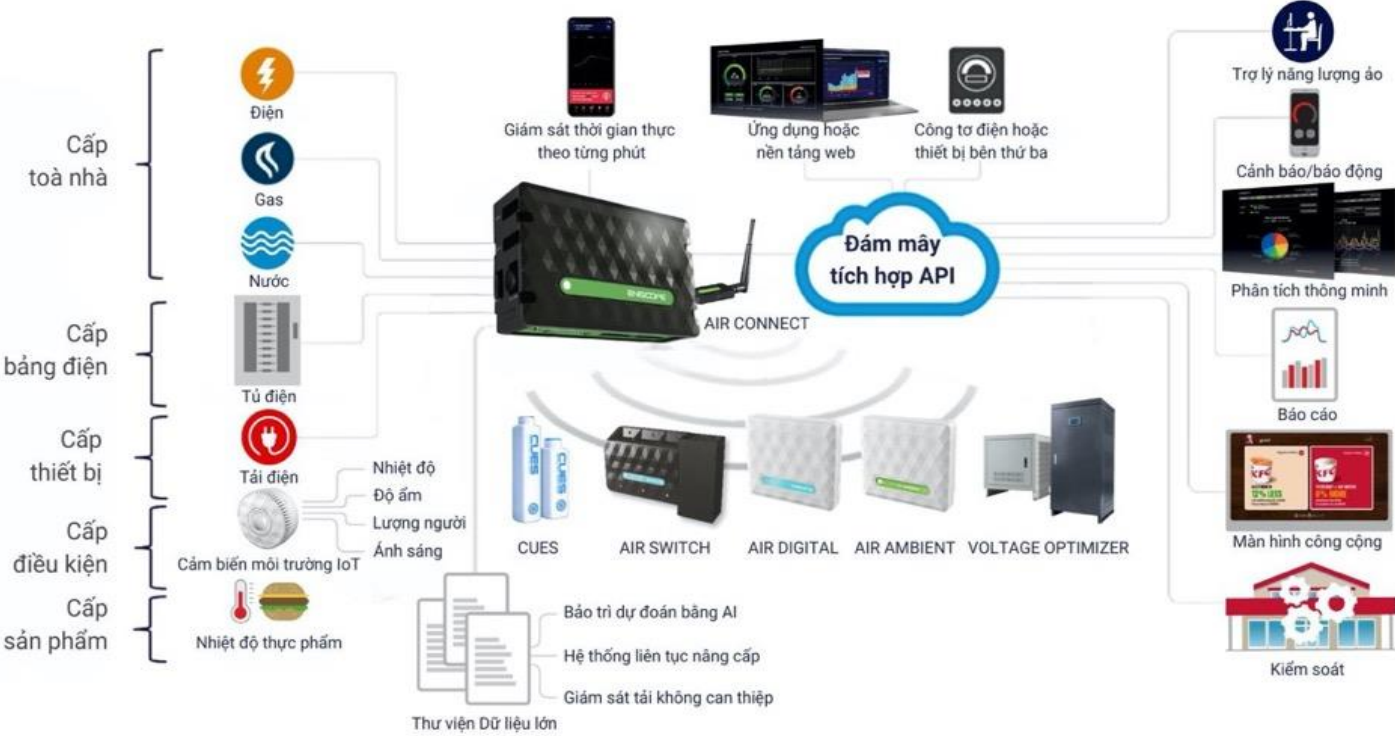 Cấp
toà nhà
Điện
Gas
Nước
Cấp
bảng điện
Tủ điện
Cấp
thiết bị
Tải điện
Cấp
điều kiện
Nhiệt độ
Độ ẩm
Lượng người
Ánh sáng
Cảm biến môi trường IoT
Cấp
sản phẩm
Nhiệt độ thực phẩm
Giám sát thời gian thực
theo từng phút
Ứng dụng hoặc
nền tảng web
Công tơ điện hoặc
thiết bị bên thứ ba
Đám mây
tích hợp API
AIR CONNECT
CUES
CUES
CUES
AIR SWITCH
AIR DIGITAL
AIR AMBIENT
VOLTAGE OPTIMIZER
Thư viện Dữ liệu lớn
Bảo trì dự đoán bằng AI
Hệ thống liên tục nâng cấp
Giám sát tải không can thiệp
Trợ lý năng lượng ảo
Cảnh báo/báo động
Phân tích thông minh
Báo cáo
KFC
12% LESS
KFC
Màn hình công cộng
Kiểm soát